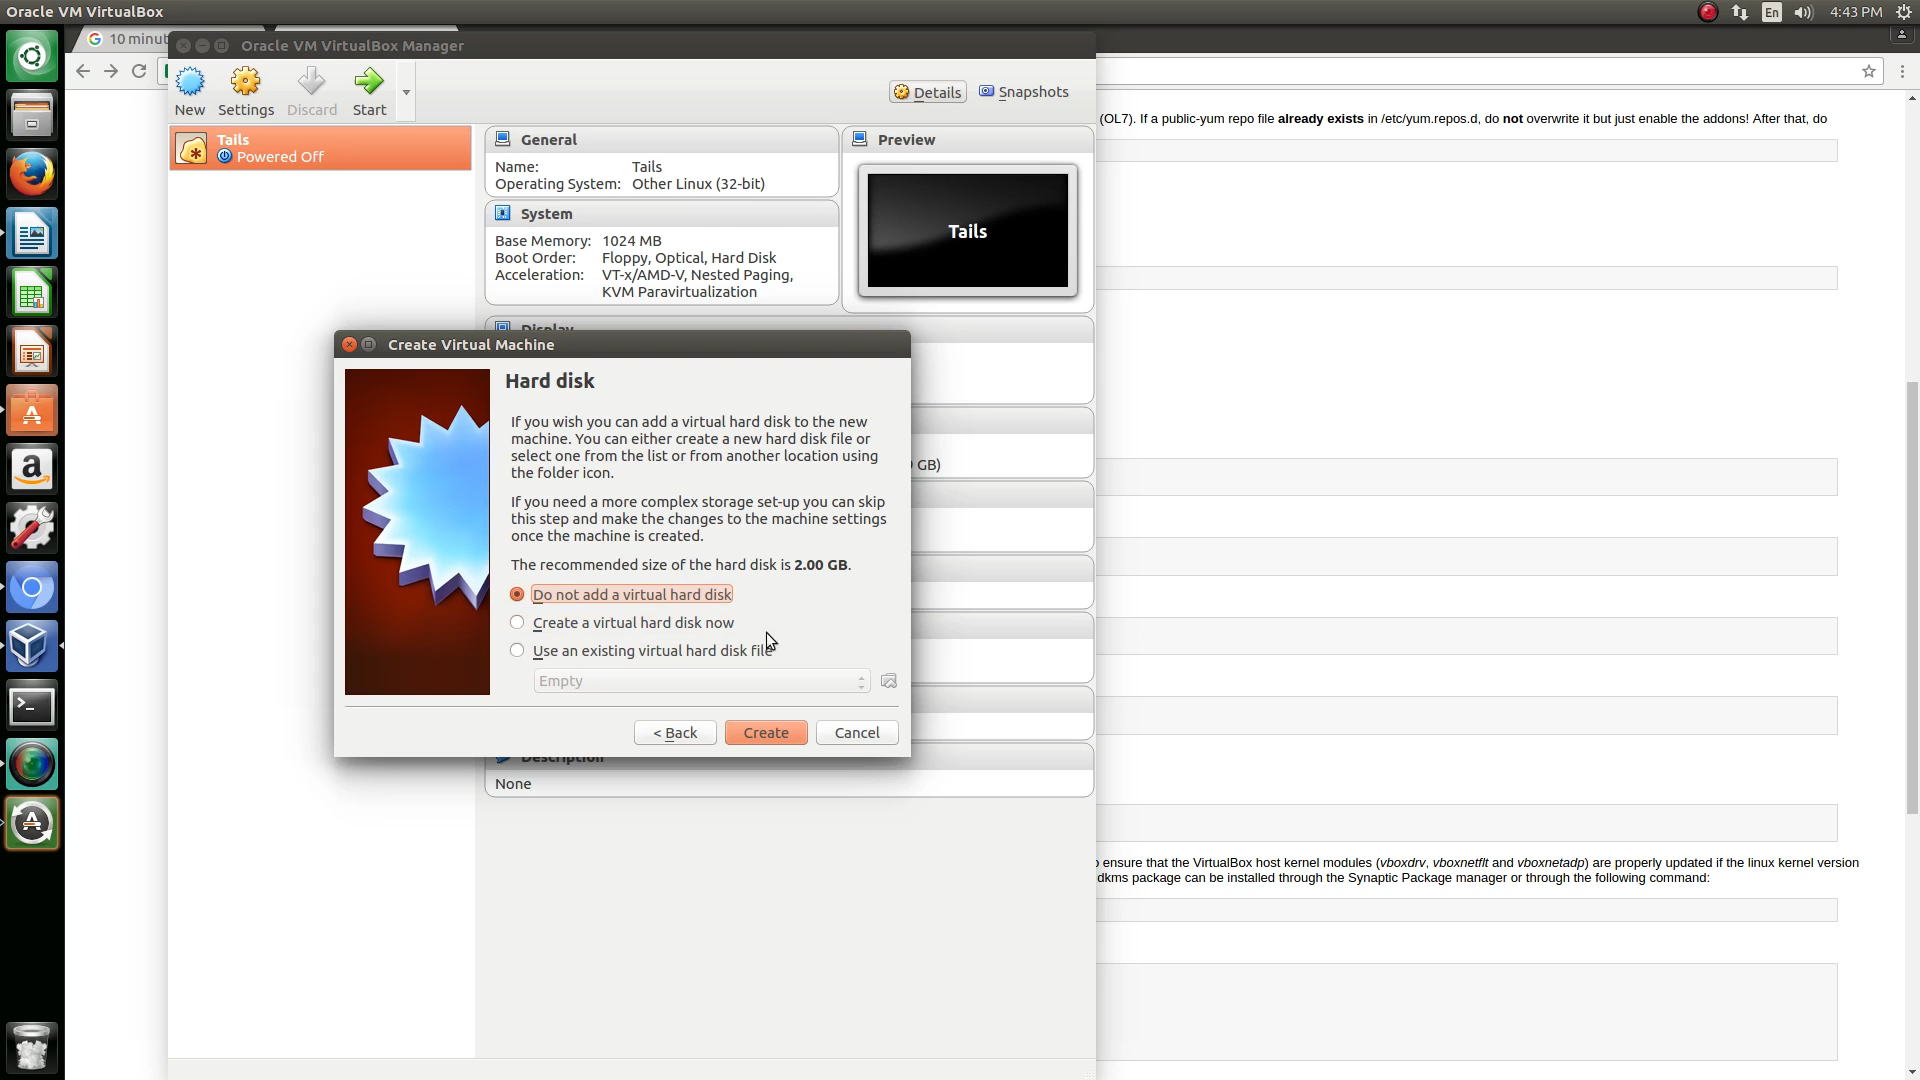 Oracle VM VirtualBox
En
4:43 PM
10 minut
Oracle VM VirtualBox Manager
New
Settings
Discard
Start
Details
Snapshots
Tails
Powered Off
General
Name: Tails
Operating System: Other Linux (32-bit)
System
Base Memory: 1024 MB
Boot Order: Floppy, Optical, Hard Disk
Acceleration: VT-x/AMD-V, Nested Paging,
KVM Paravirtualization
Preview
Tails
(OL7). If a public-yum repo file already exists in /etc/yum.repos.d, do not overwrite it but just enable the addons! After that, do
Display
GB)
Create Virtual Machine
Hard disk
If you wish you can add a virtual hard disk to the new
machine. You can either create a new hard disk file or
select one from the list or from another location using
the folder icon.
If you need a more complex storage set-up you can skip
this step and make the changes to the machine settings
once the machine is created.
The recommended size of the hard disk is 2.00 GB.
Do not add a virtual hard disk
Create a virtual hard disk now
Use an existing virtual hard disk file
Empty
< Back
Create
Cancel
Description
None
ensure that the VirtualBox host kernel modules (vboxdrv, vboxnetflt and vboxnetadp) are properly updated if the linux kernel version
dkms package can be installed through the Synaptic Package manager or through the following command: